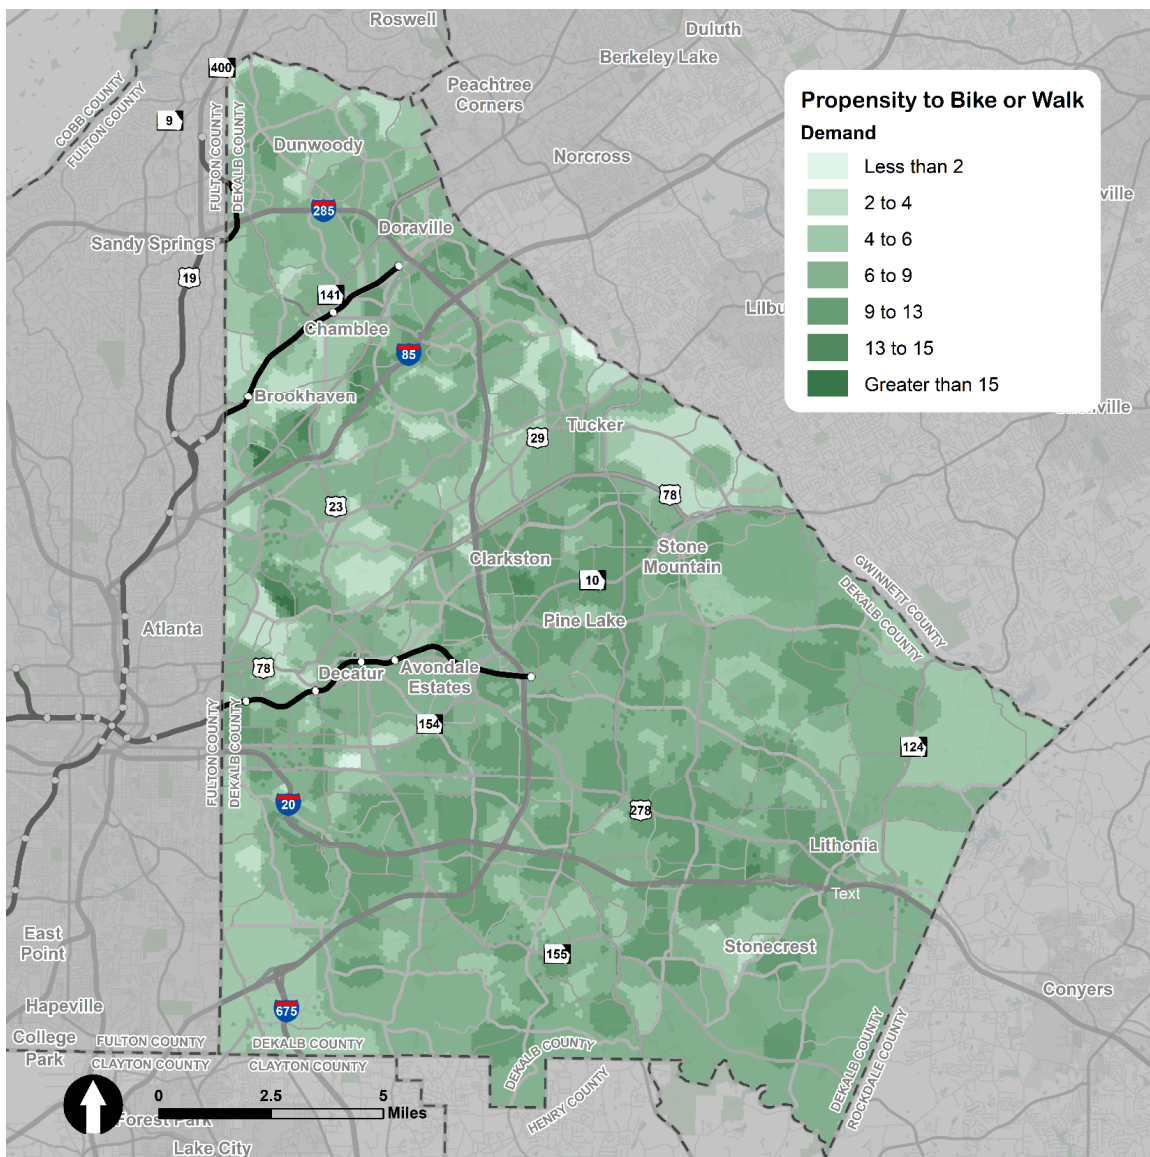 Roswell
Duluth
Berkeley Lake
Peachtree
Corners
Norcross
400
9
COBB COUNTY
FULTON COUNTY
FULTON COUNTY
DEKALB COUNTY
Dunwoody
285
Doraville
Sandy Springs
19
141
Chamblee
85
Brookhaven
Propensity to Bike or Walk
Demand
Less than 2
2 to 4
4 to 6
6 to 9
9 to 13
13 to 15
Greater than 15
ville
Lilbu
ville
Tucker
29
78
23
Clarkston
Stone
Mountain
10
GWINNETT COUNTY
DEKALB COUNTY
Pine Lake
Atlanta
78
Decatur
Avondale
Estates
154
124
FULTON COUNTY
DEKALB COUNTY
20
278
Lithonia
Text
East
Point
155
Stonecrest
Conyers
Hapeville
675
College
Park
FULTON COUNTY
CLAYTON COUNTY
DEKALB COUNTY
CLAYTON COUNTY
DEKALB COUNTY
HENRY COUNTY
DEKALB COUNTY
ROCKDALE COUNTY
0
2.5
5
Miles
Forest Park
Lake City